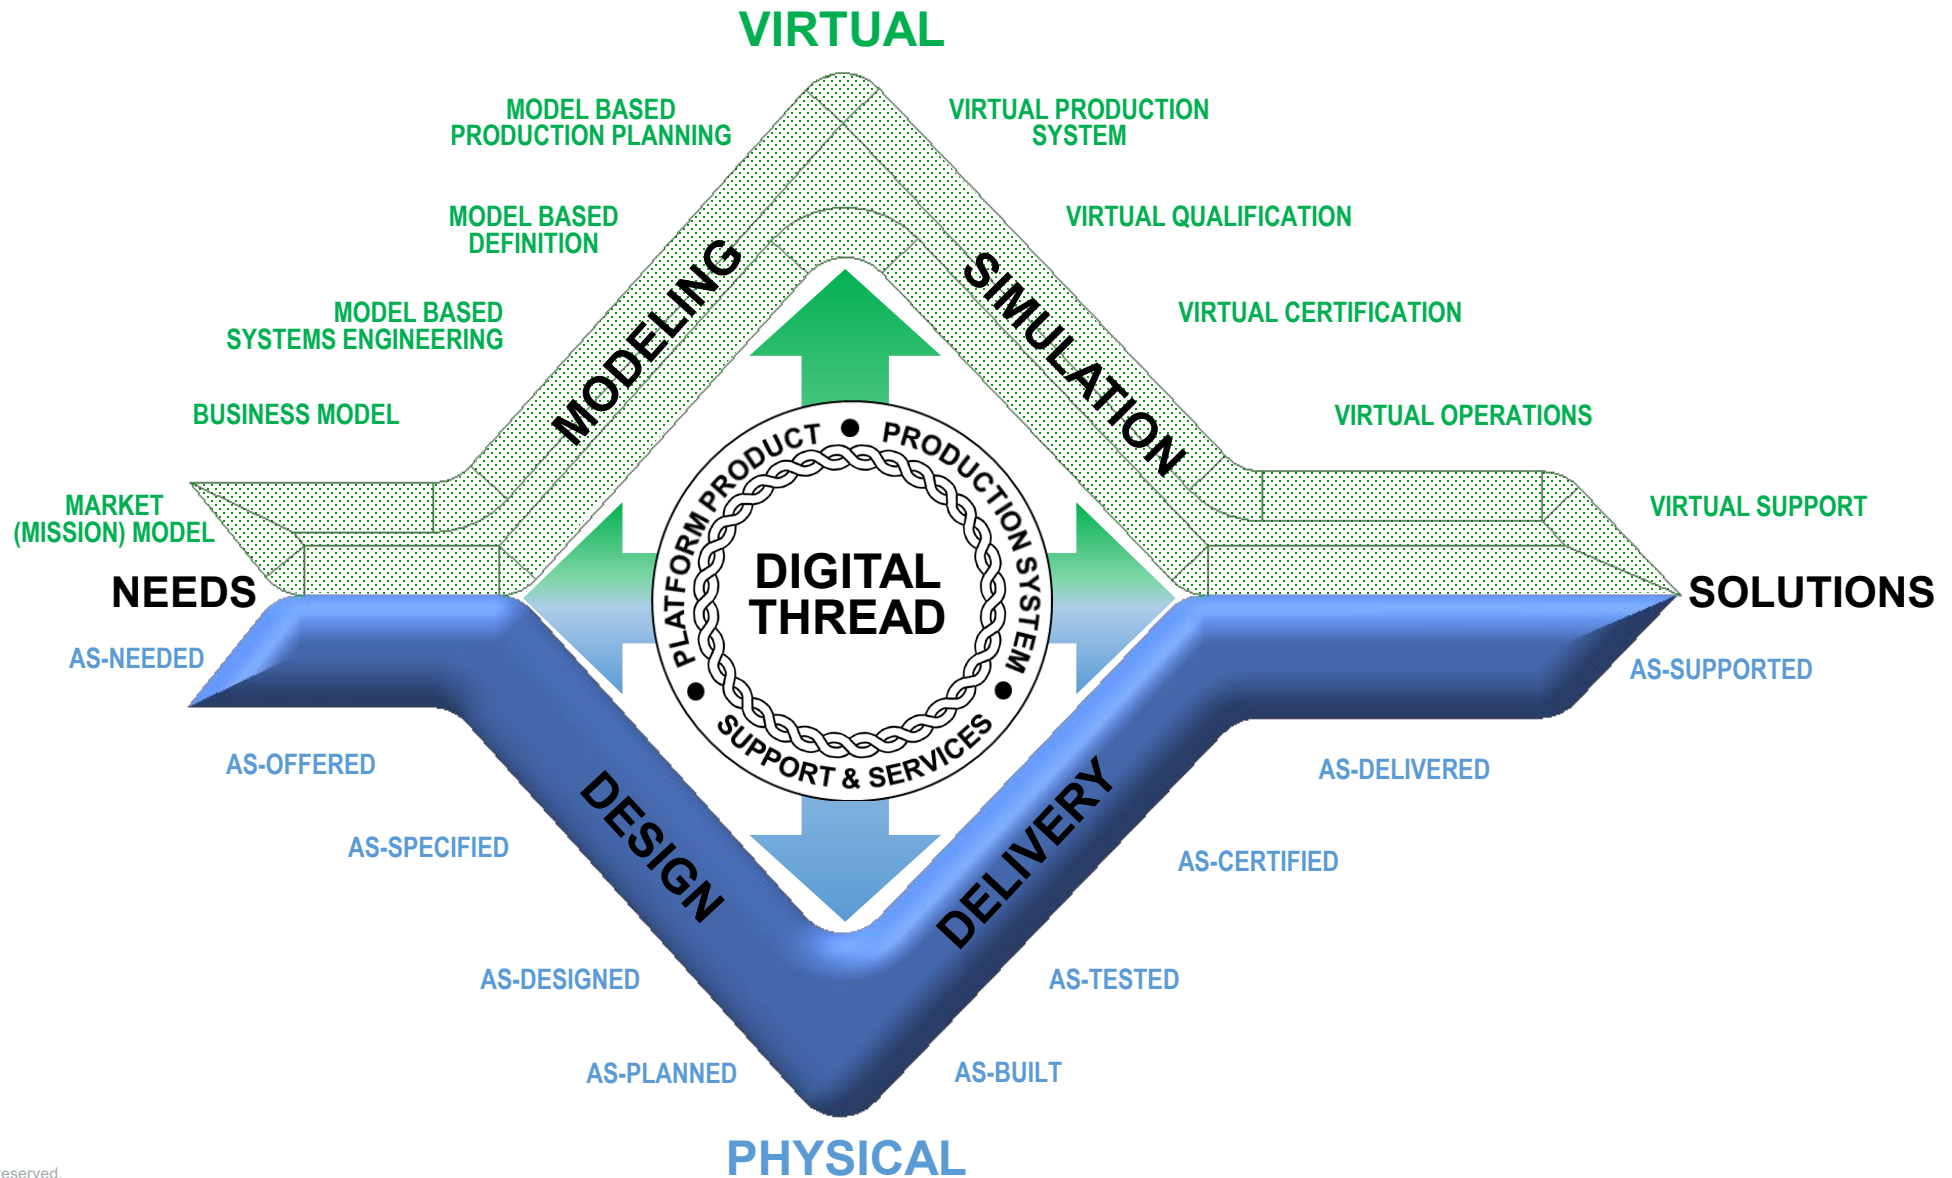 VIRTUAL
MODEL BASED
PRODUCTION PLANNING
VIRTUAL PRODUCTION
SYSTEM
MODEL BASED
DEFINITION
VIRTUAL QUALIFICATION
MODELING
SIMULATION
MODEL BASED
SYSTEMS ENGINEERING
VIRTUAL CERTIFICATION
BUSINESS MODEL
VIRTUAL OPERATIONS
MARKET
(MISSION) MODEL
VIRTUAL SUPPORT
PLATFORM PRODUCT • PRODUCTION SYSTEM • SUPPORT & SERVICES •
DIGITAL
THREAD
NEEDS
SOLUTIONS
AS-NEEDED
AS-SUPPORTED
AS-OFFERED
AS-DELIVERED
AS-SPECIFIED
DESIGN
DELIVERY
AS-CERTIFIED
AS-DESIGNED
AS-TESTED
AS-PLANNED
AS-BUILT
PHYSICAL
eserved.